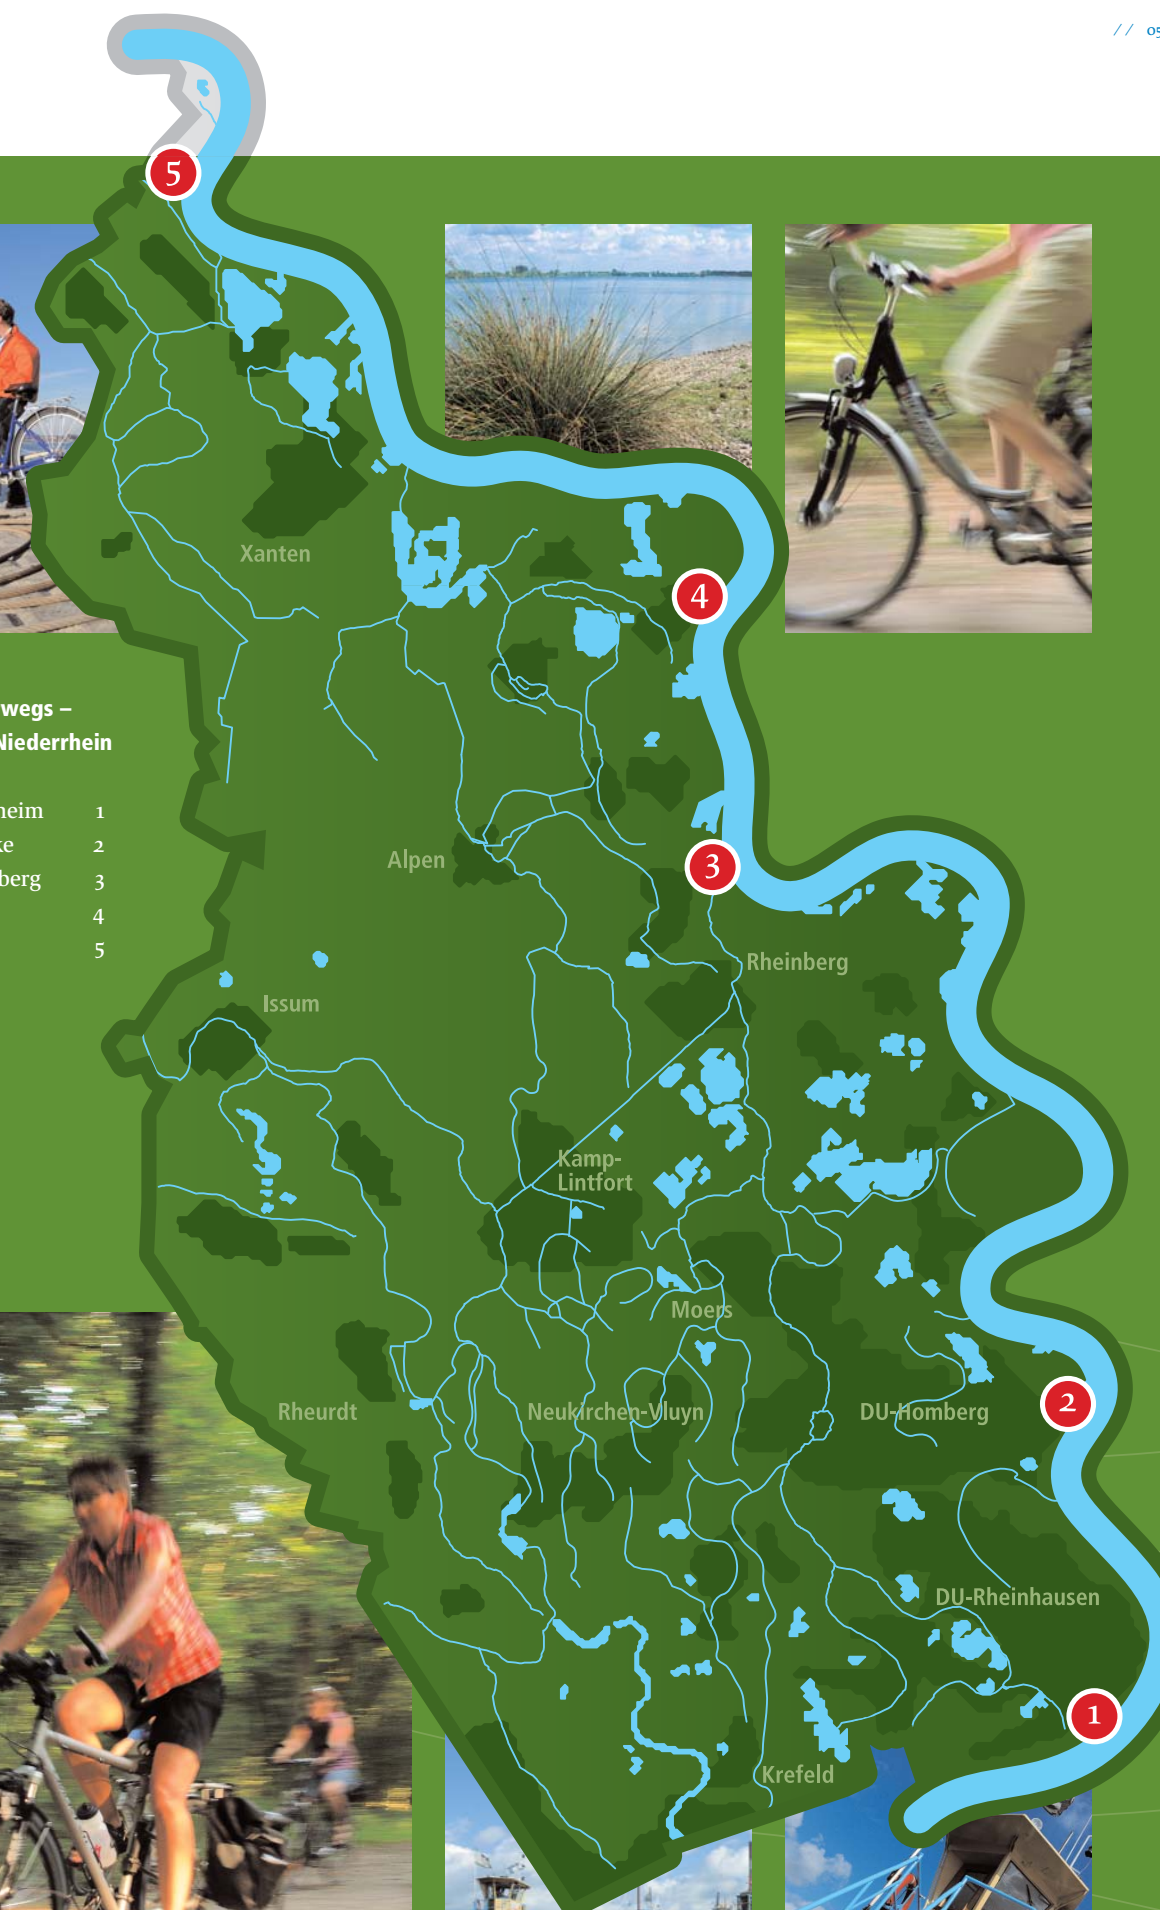 // 05
5
4
wegs –
Niederrhein
heim 1
ke 2
berg 3
4
5
Xanten
Alpen
3
Rheinberg
Issum
Kamp-
Lintfort
Moers
Rheurdt
Neukirchen-Vluyn
DU-Homberg
2
DU-Rheinhausen
1
Krefeld